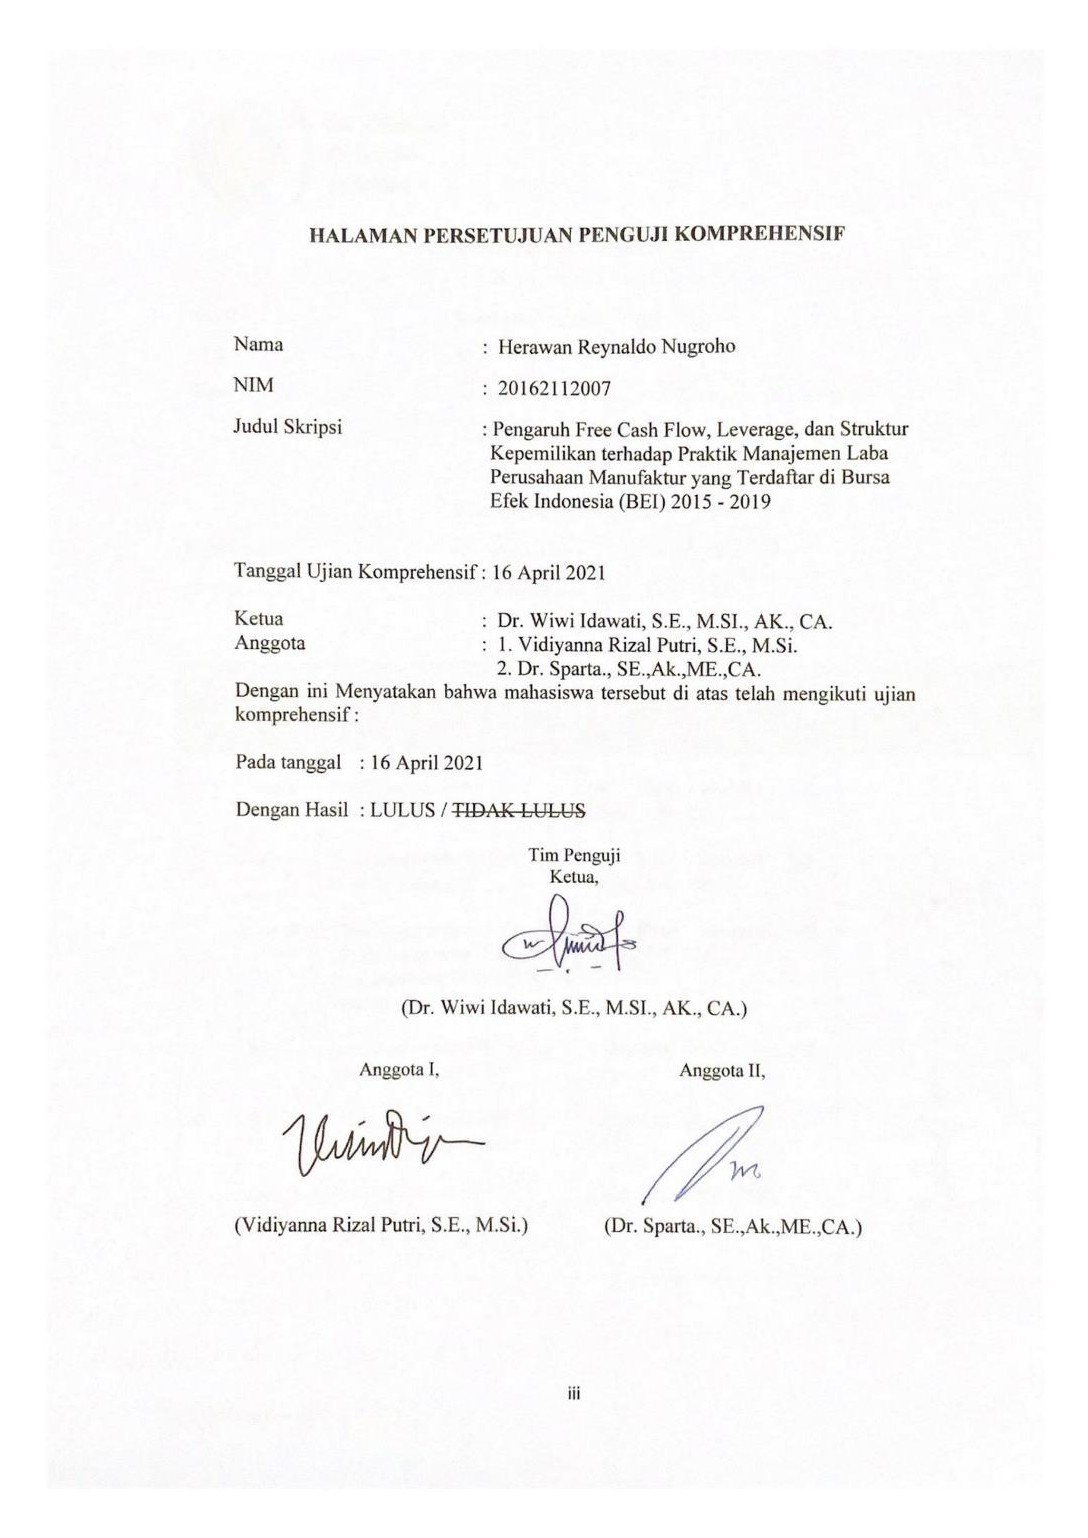 HALAMAN PERSETUJUAN PENGUJI KOMPREHENSIF
Nama : Herawan Reynaldo Nugroho
NIM : 20162112007
Judul Skripsi : Pengaruh Free Cash Flow, Leverage, dan Struktur
Kepemilikan terhadap Praktik Manajemen Laba
Perusahaan Manufaktur yang Terdaftar di Bursa
Efek Indonesia (BEI) 2015 - 2019
Tanggal Ujian Komprehensif : 16 April 2021
Ketua : Dr. Wiwi Idawati, S.E., M.SI., AK., CA.
Anggota : 1. Vidiyanna Rizal Putri, S.E., M.Si.
2. Dr. Sparta., SE.,Ak.,ME.,CA.
Dengan ini Menyatakan bahwa mahasiswa tersebut di atas telah mengikuti ujian
komprehensif :
Pada tanggal : 16 April 2021
Dengan Hasil : LULUS / TIDAK LULUS
Tim Penguji
Ketua,
(Dr. Wiwi Idawati, S.E., M.SI., AK., CA.)
Anggota I, Anggota II,
(Vidiyanna Rizal Putri, S.E., M.Si.) (Dr. Sparta., SE.,Ak.,ME.,CA.)
iii